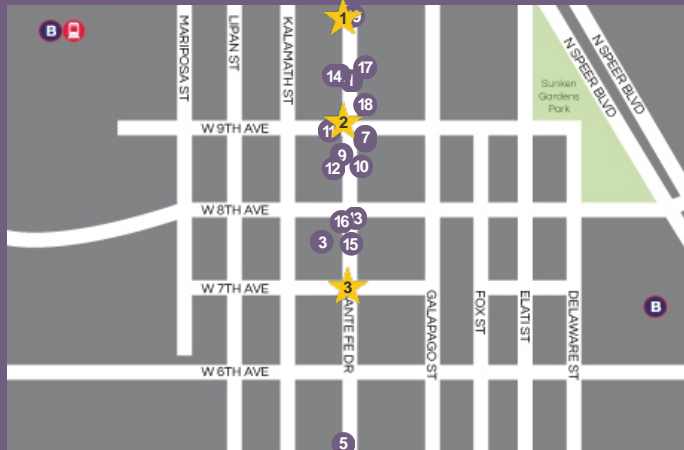 1
B
MARIPOSA ST
LIPAN ST
KALAMATH ST
N SPEER BLVD
N SPEER BLVD
14
17
Sunken
Gardens
Park
18
2
W 9TH AVE
11
7
9
12
10
W 8TH AVE
16
13
3
15
W 7TH AVE
3
ANTE FE DR
GALAPAGO ST
FOX ST
ELATI ST
DELAWARE ST
B
W 6TH AVE
5